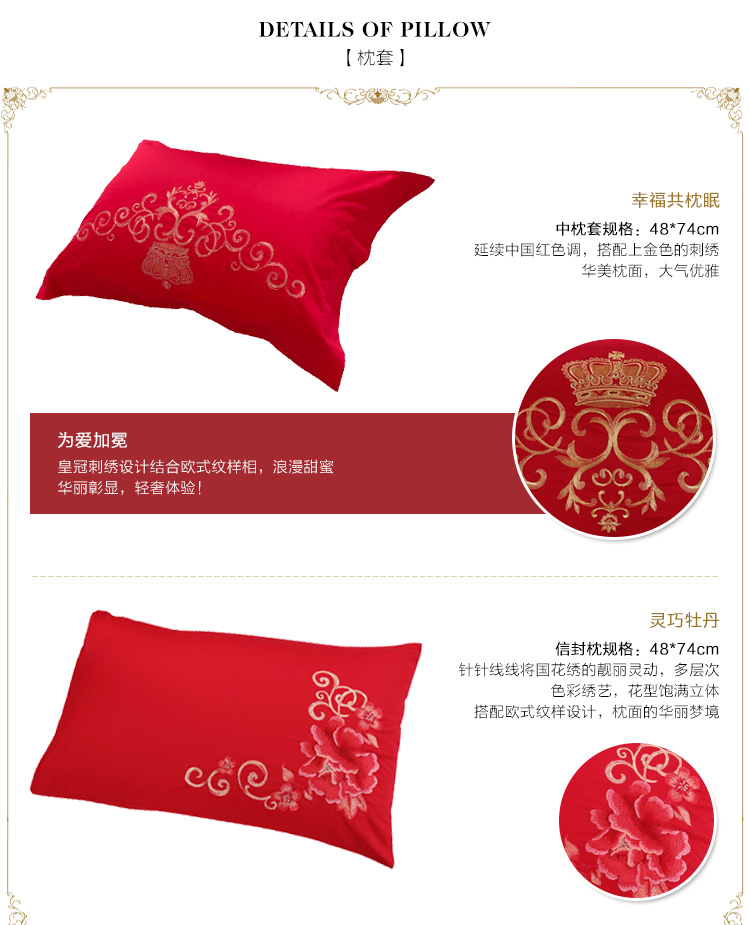 DETAILS OF PILLOW
【枕套】
幸福共枕眠
中枕套规格：48*74cm
延续中国红色调，搭配上金色的刺绣
华美枕面，大气优雅
为爱加冕
皇冠刺绣设计结合欧式纹样相，浪漫甜蜜
华丽彰显，轻奢体验！
灵巧牡丹
信封枕规格：48*74cm
针针线线将国花绣的靓丽灵动，多层次
色彩绣艺，花型饱满立体
搭配欧式纹样设计，枕面的华丽梦境